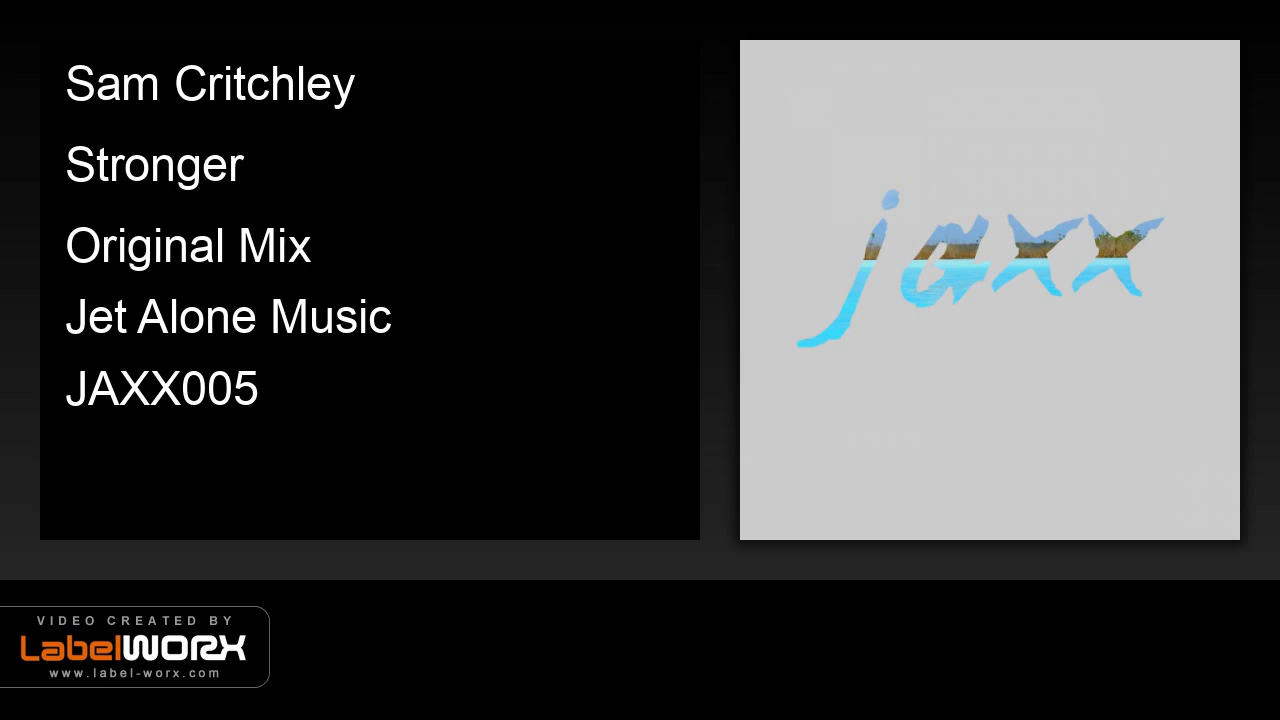 Sam Critchley
Stronger
Original Mix
Jet Alone Music
JAXX005
jaxx
VIDEO CREATED BY
LabelWORX
www.label-worx.com